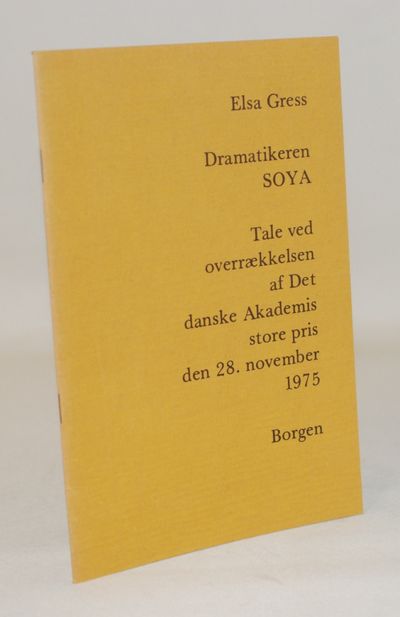 Elsa Gress
Dramatikeren
SOYA
Tale ved
overrækkelsen
af Det
danske Akademis
store pris
den 28. november
1975
Borgen